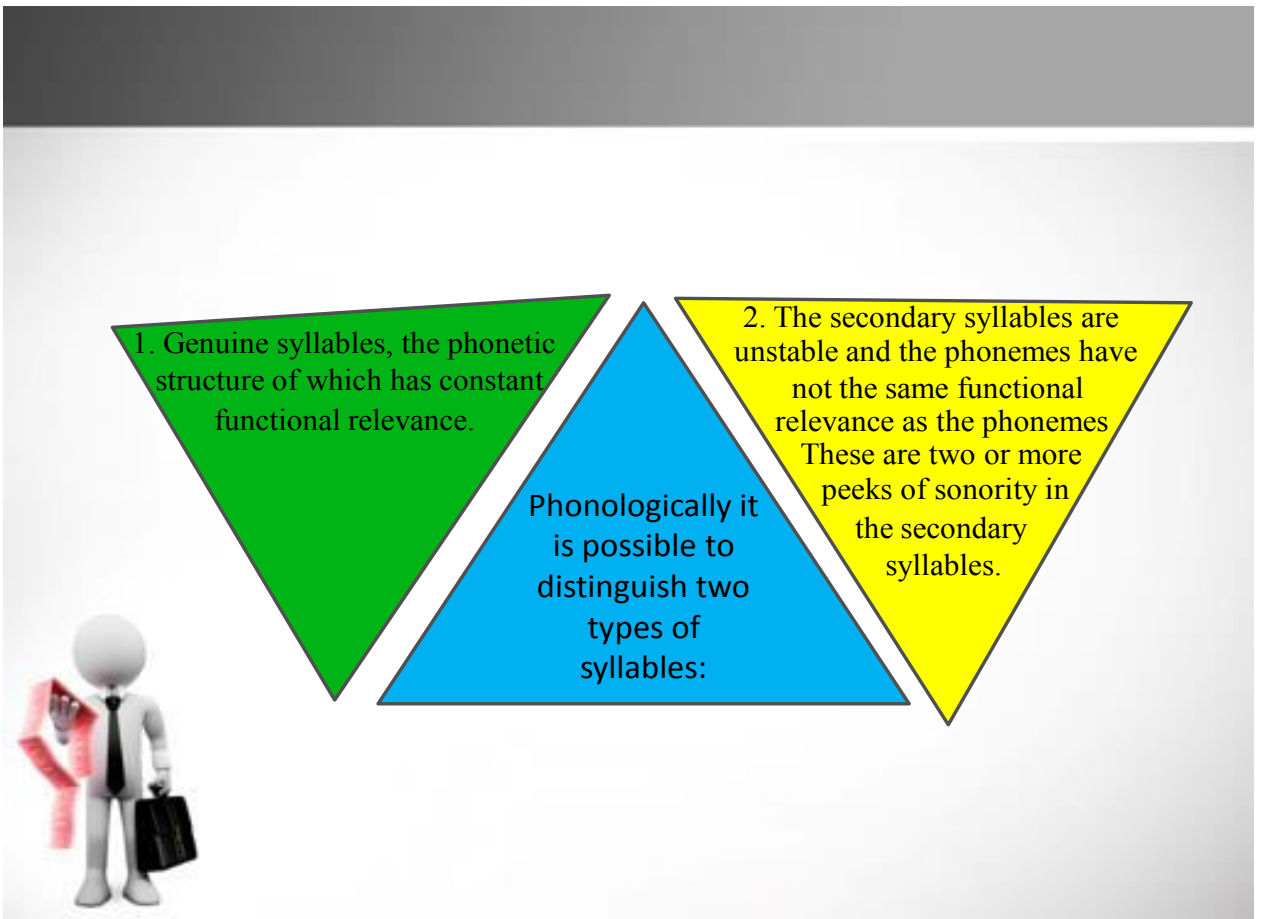 1. Genuine syllables, the phonetic
structure of which has constant
functional relevance.
Phonologically it
is possible to
distinguish two
types of
syllables:
2. The secondary syllables are
unstable and the phonemes have
not the same functional
relevance as the phonemes
These are two or more
peeks of sonority in
the secondary
syllables.